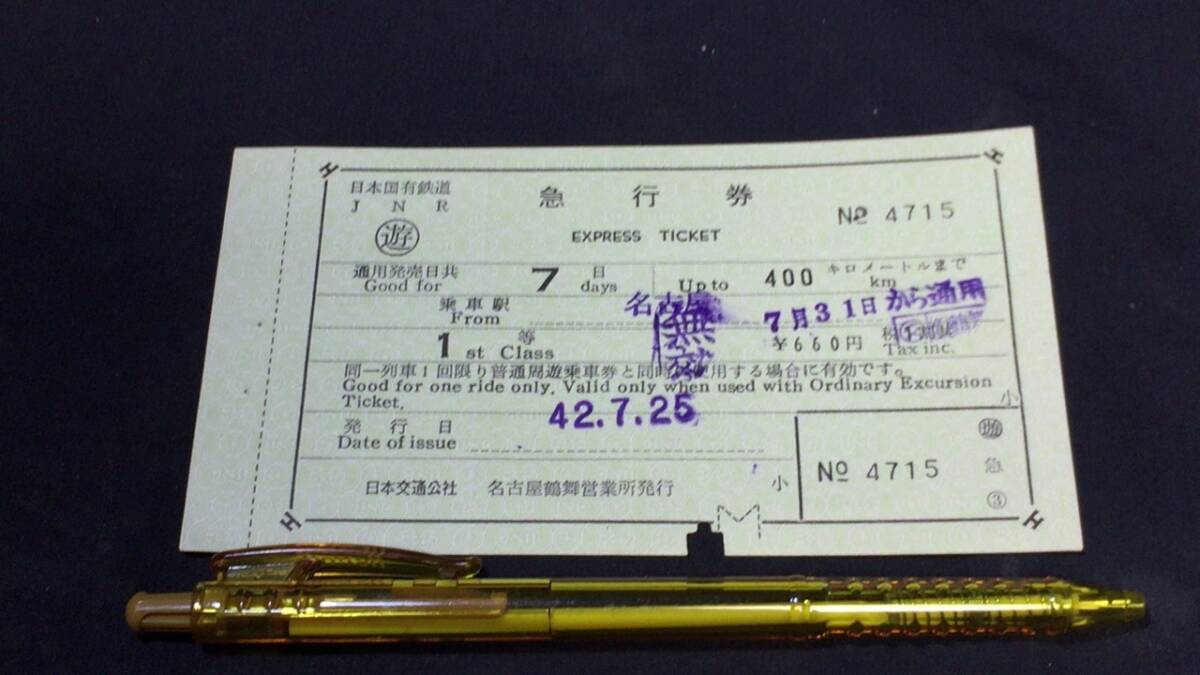 日本国有鉄道 急行券 No 4715
J N R
遊 EXPRESS TICKET
通用発売日共 7 日 400 キロメートルまで
Good for days Up to km
乗車駅 名古 7月31日から通用
From 無
1 等 ¥660円
st Class Tax inc.
同一列車1回限り普通周遊乗車券と同時 使用する場合に有効です。
Good for one ride only. Valid only when used with Ordinary Excursion
Ticket. 小
発行日 42.7.25 遊
Date of issue 急
No 4715
日本交通公社 名古屋鶴舞営業所発行 小 ③